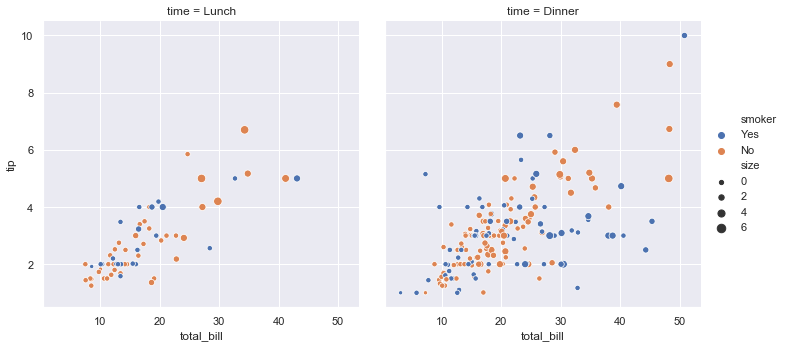 time = Lunch
time = Dinner
10
8
6
4
2
tip
10
20
30
40
50
total_bill
10
20
30
40
50
total_bill
smoker
Yes
No
size
0
2
4
6